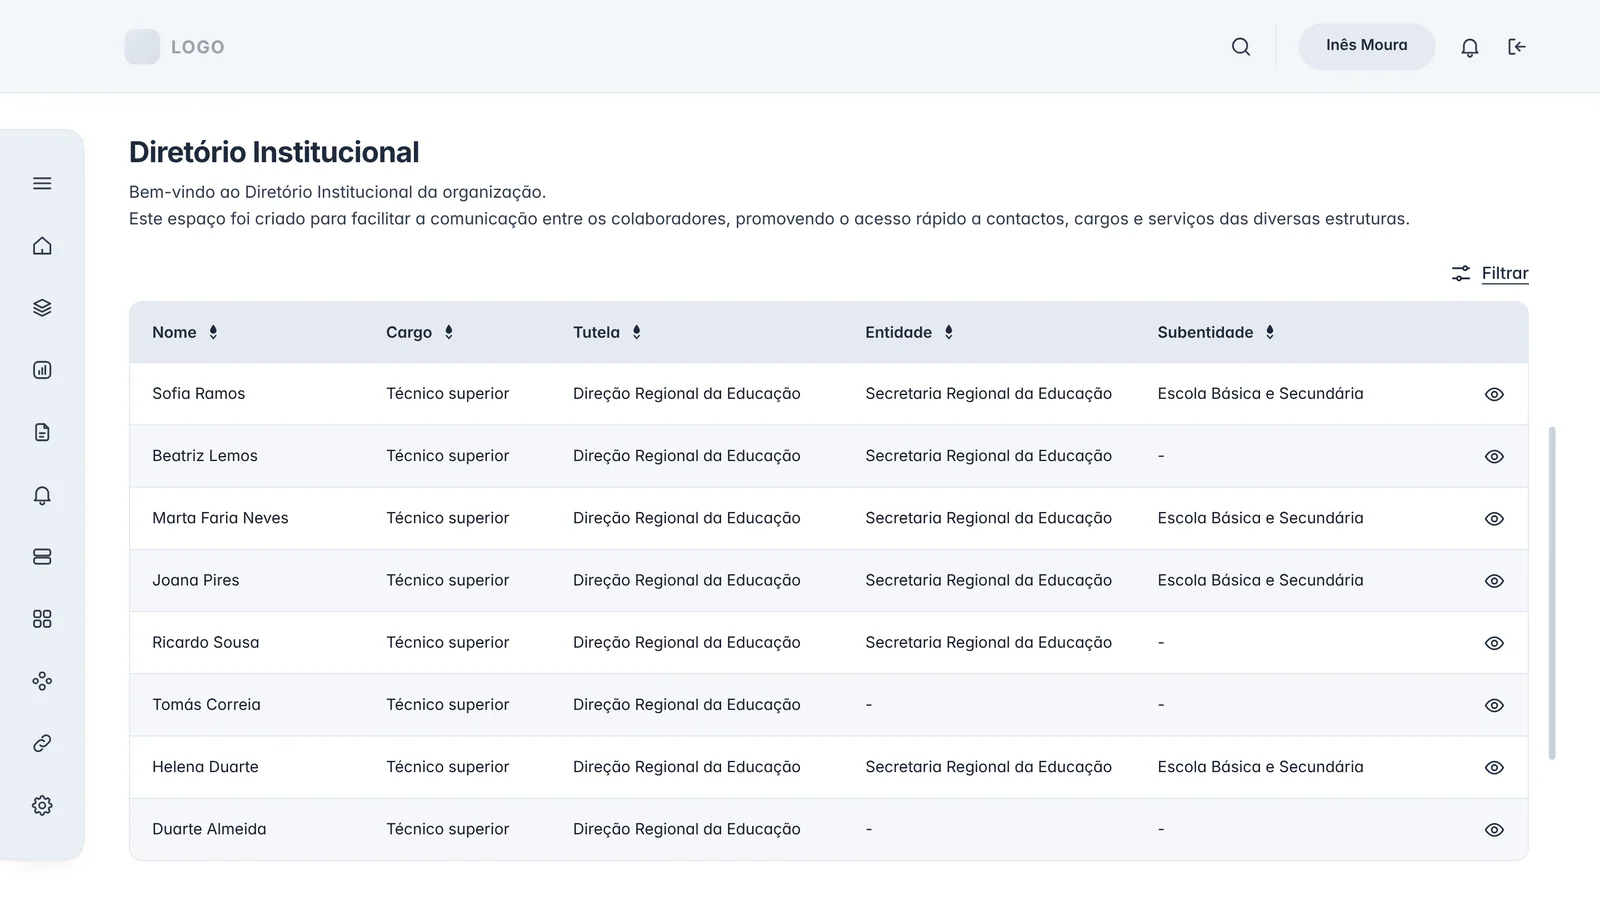 LOGO
Inês Moura
Diretório Institucional
Bem-vindo ao Diretório Institucional da organização.
Este espaço foi criado para facilitar a comunicação entre os colaboradores, promovendo o acesso rápido a contactos, cargos e serviços das diversas estruturas.
Filtrar
Nome Cargo Tutela Entidade Subentidade
Sofia Ramos Técnico superior Direção Regional da Educação Secretaria Regional da Educação Escola Básica e Secundária
Beatriz Lemos Técnico superior Direção Regional da Educação Secretaria Regional da Educação -
Marta Faria Neves Técnico superior Direção Regional da Educação Secretaria Regional da Educação Escola Básica e Secundária
Joana Pires Técnico superior Direção Regional da Educação Secretaria Regional da Educação Escola Básica e Secundária
Ricardo Sousa Técnico superior Direção Regional da Educação Secretaria Regional da Educação -
Tomás Correia Técnico superior Direção Regional da Educação - -
Helena Duarte Técnico superior Direção Regional da Educação Secretaria Regional da Educação Escola Básica e Secundária
Duarte Almeida Técnico superior Direção Regional da Educação - -